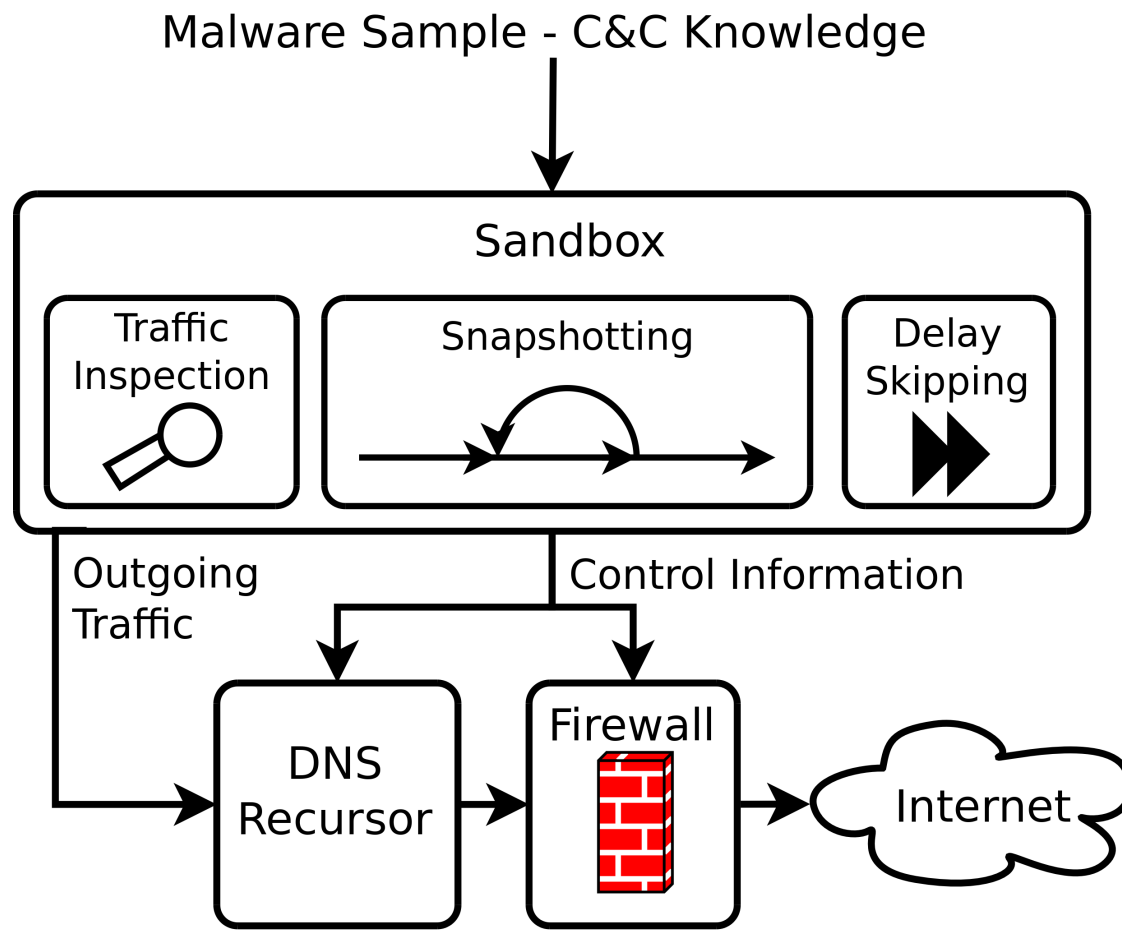 Malware Sample - C&C Knowledge
Sandbox
Traffic
Inspection
Snapshotting
Delay
Skipping
Outgoing
Traffic
Control Information
DNS
Recursor
Firewall
Internet